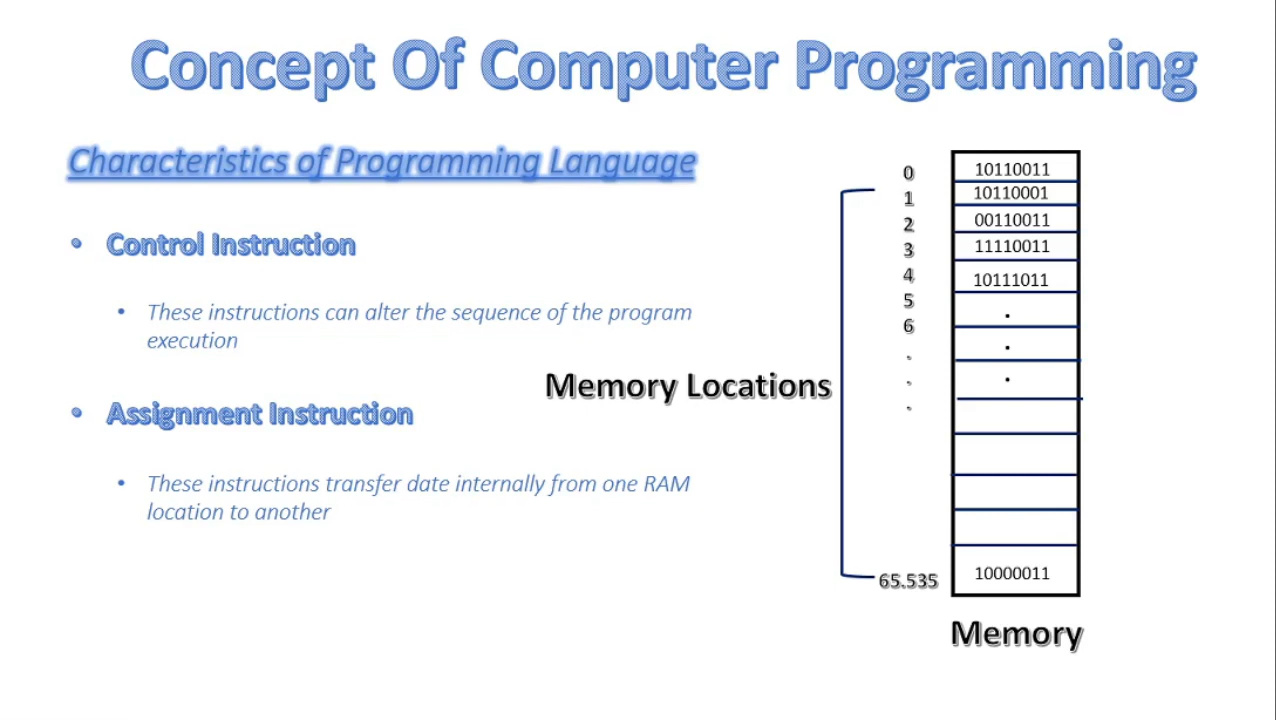 Concept Of Computer Programming
Characteristics of Programming Language
• Control Instruction
• These instructions can alter the sequence of the program
execution
• Assignment Instruction
• These instructions transfer date internally from one RAM
location to another
Memory Locations
0
1
2
3
4
5
6
.
.
.
65.535
10110011
10110001
00110011
11110011
10111011
.
.
.
10000011
Memory